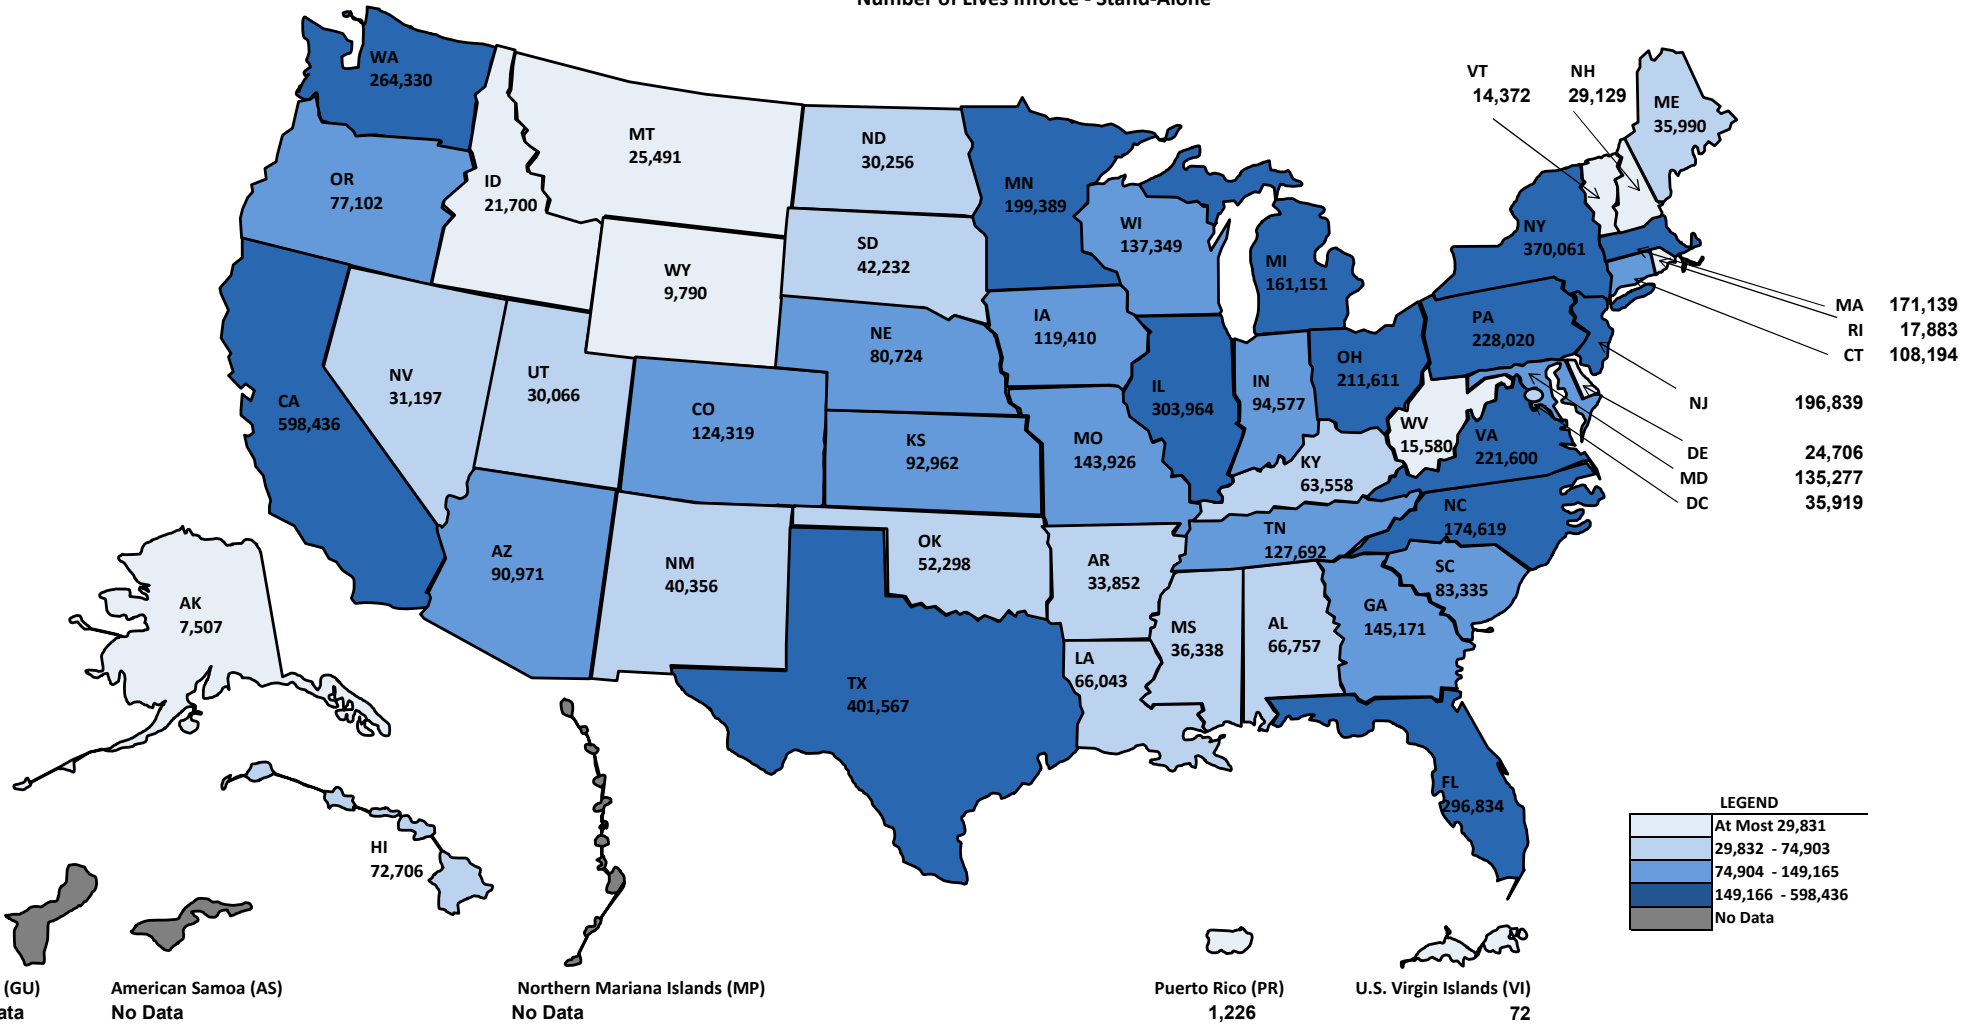 Number of Lives Inforce - Stand-Alone
WA
264,330
OR
77,102
CA
598,436
ID
21,700
MT
25,491
WY
9,790
NV
31,197
UT
30,066
CO
124,319
AZ
90,971
NM
40,356
ND
30,256
SD
42,232
NE
80,724
KS
92,962
OK
52,298
TX
401,567
MN
199,389
IA
119,410
MO
143,926
AR
33,852
LA
66,043
WI
137,349
IL
303,964
MI
161,151
IN
94,577
OH
211,611
KY
63,558
TN
127,692
MS
36,338
AL
66,757
GA
145,171
FL
296,834
SC
83,335
NC
174,619
VA
221,600
WV
15,580
PA
228,020
NY
370,061
VT
14,372
NH
29,129
ME
35,990
MA 171,139
RI 17,883
CT 108,194
NJ 196,839
DE 24,706
MD 135,277
DC 35,919
AK
7,507
HI
72,706
LEGEND
At Most 29,831
29,832 - 74,903
74,904 - 149,165
149,166 - 598,436
No Data
(GU)
ata
American Samoa (AS)
No Data
Northern Mariana Islands (MP)
No Data
Puerto Rico (PR)
1,226
U.S. Virgin Islands (VI)
72